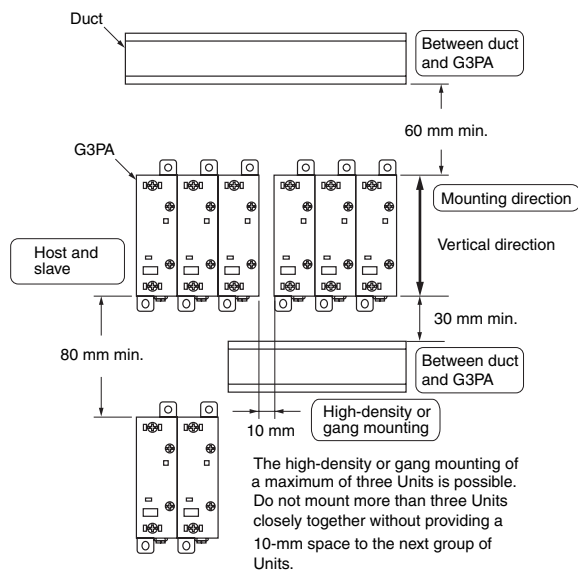 Duct
Between duct
and G3PA
60 mm min.
G3PA
Mounting direction
Host and
slave
Vertical direction
30 mm min.
80 mm min.
Between duct
and G3PA
10 mm
High-density or
gang mounting
The high-density or gang mounting of
a maximum of three Units is possible.
Do not mount more than three Units
closely together without providing a
10-mm space to the next group of
Units.